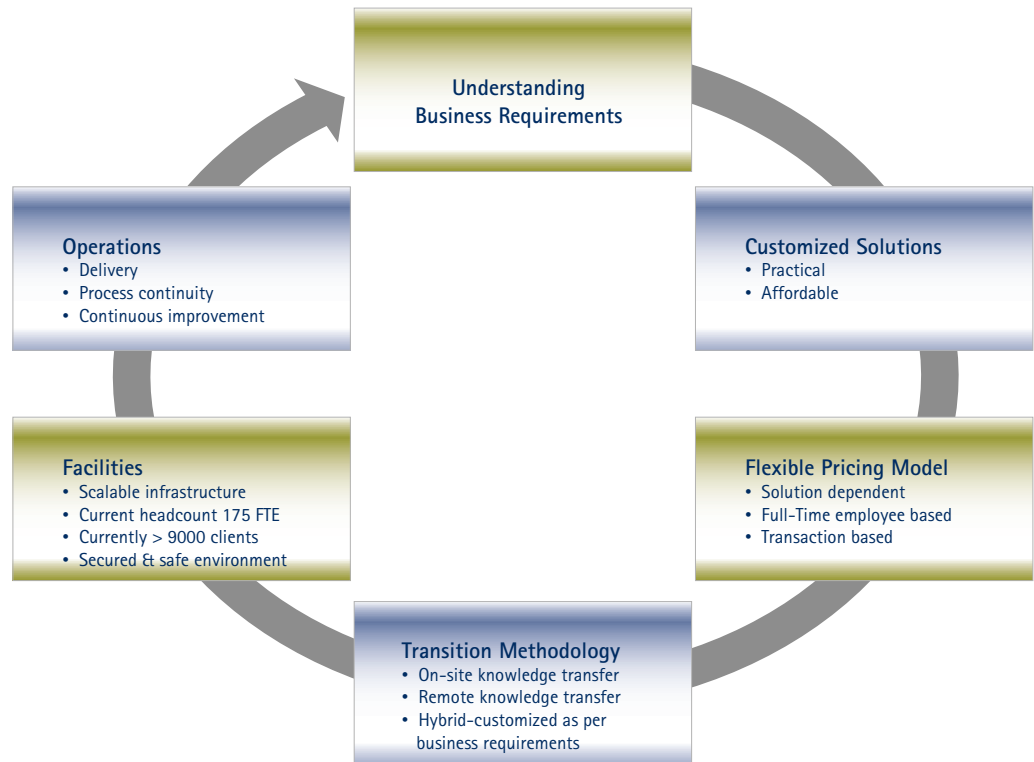 Understanding
Business Requirements
Customized Solutions
• Practical
• Affordable
Flexible Pricing Model
• Solution dependent
• Full-Time employee based
• Transaction based
Transition Methodology
• On-site knowledge transfer
• Remote knowledge transfer
• Hybrid-customized as per
business requirements
Facilities
• Scalable infrastructure
• Current headcount 175 FTE
• Currently > 9000 clients
• Secured & safe environment
Operations
• Delivery
• Process continuity
• Continuous improvement